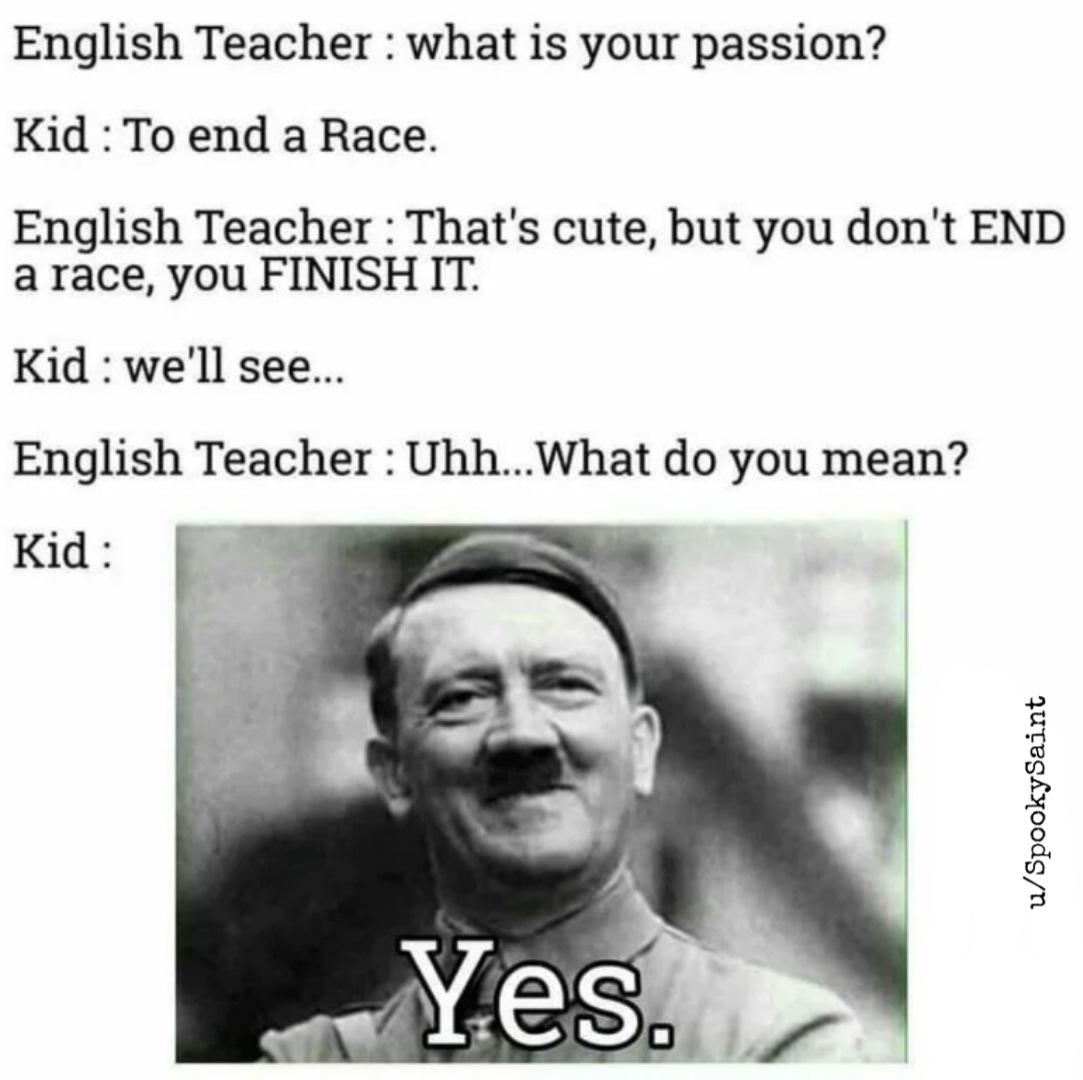 English Teacher : what is your passion?
Kid : To end a Race.
English Teacher : That's cute, but you don't END
a race, you FINISH IT.
Kid : we'll see...
English Teacher : Uhh...What do you mean?
Kid :
Yes.
u/SpookySaint